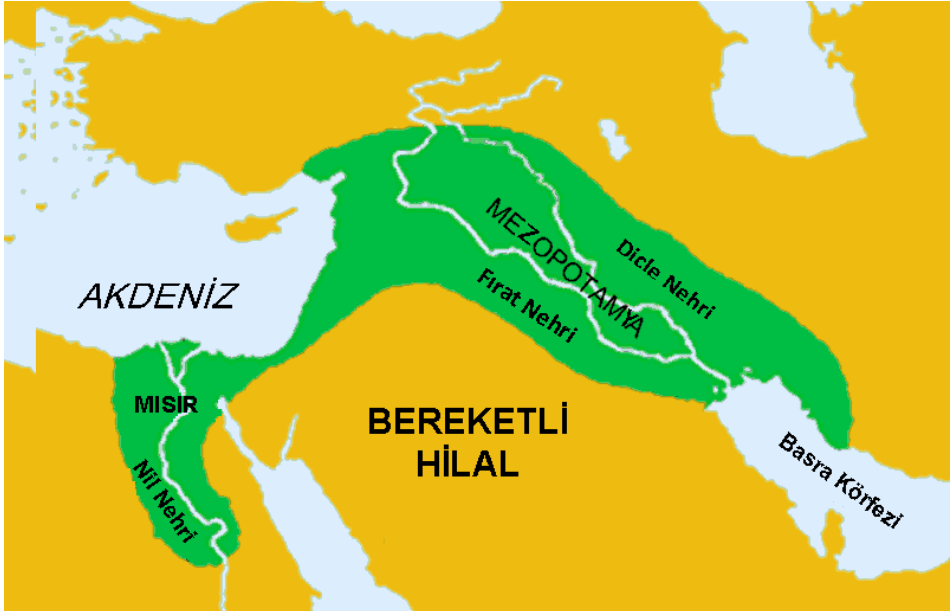 MEZOPOTAMYA
Dicle Nehri
Fırat Nehri
AKDENİZ
MISIR
Nil Nehri
BEREKETLİ
HİLAL
Basra Körfezi